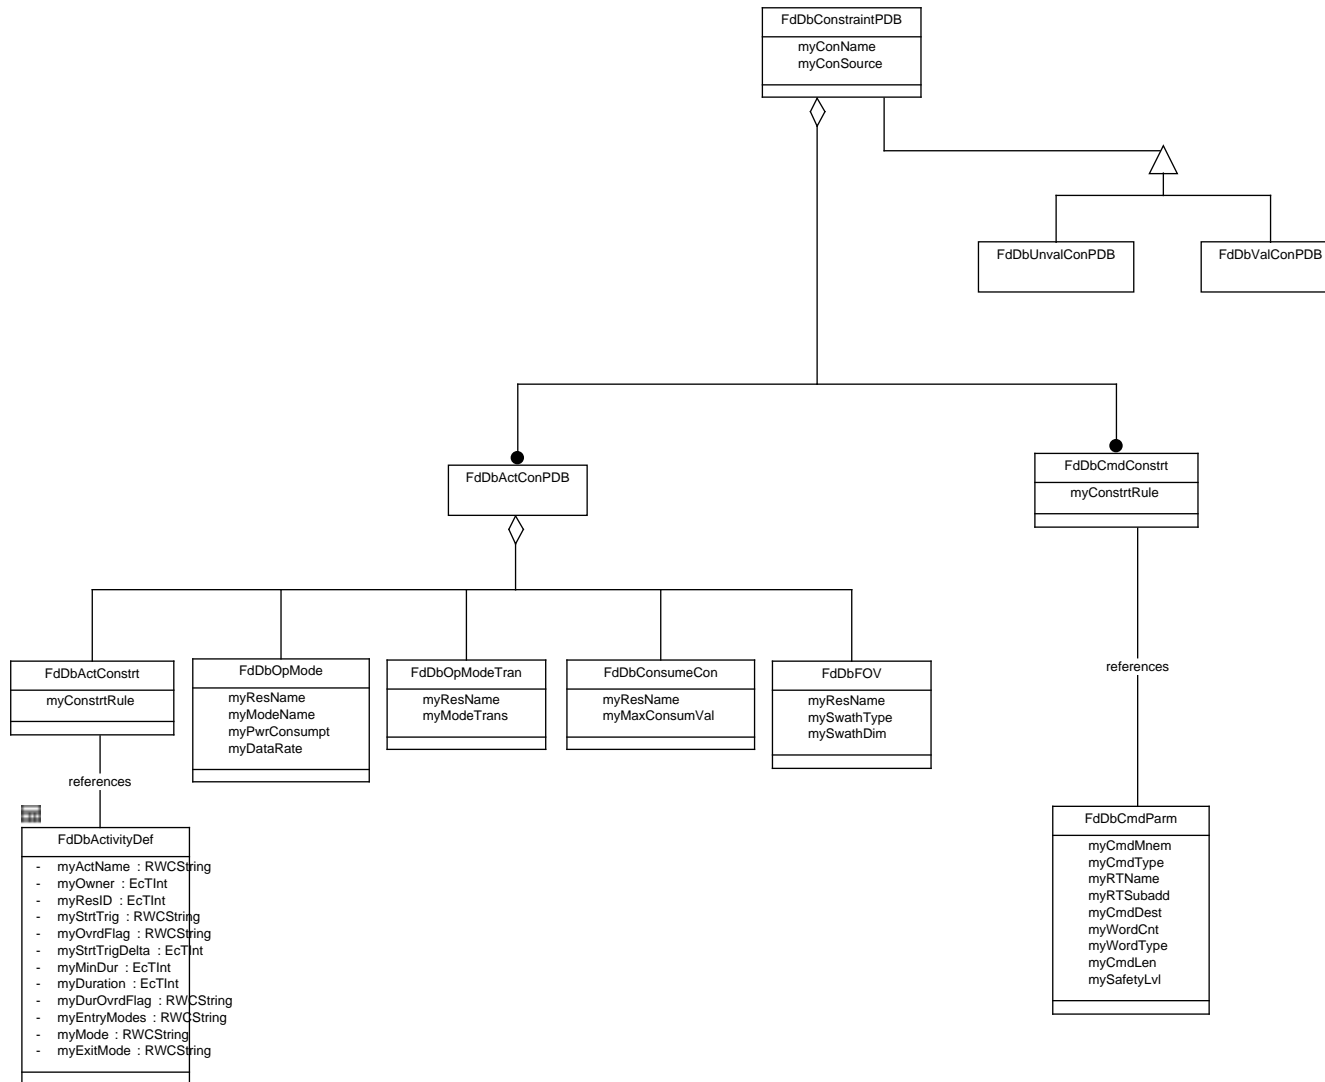 FdDbConstraintPDB
myConName
myConSource
FdDbUnvalConPDB
FdDbValConPDB
FdDbActConPDB
FdDbCmdConstrt
myConstrtRule
FdDbActConstrt
myConstrtRule
FdDbOpMode
myResName
myModeName
myPwrConsumpt
myDataRate
FdDbOpModeTran
myResName
myModeTrans
FdDbConsumeCon
myResName
myMaxConsumVal
FdDbFOV
myResName
mySwathType
mySwathDim
references
references
FdDbActivityDef
- myActName : RWCString
- myOwner : EcTInt
- myResID : EcTInt
- myStrtTrig : RWCString
- myOvrdFlag : RWCString
- myStrtTrigDelta : EcTInt
- myMinDur : EcTInt
- myDuration : EcTInt
- myDurOvrdFlag : RWCString
- myEntryModes : RWCString
- myMode : RWCString
- myExitMode : RWCString
FdDbCmdParm
myCmdMnem
myCmdType
myRTName
myRTSubadd
myCmdDest
myWordCnt
myWordType
myCmdLen
mySafetyLvl